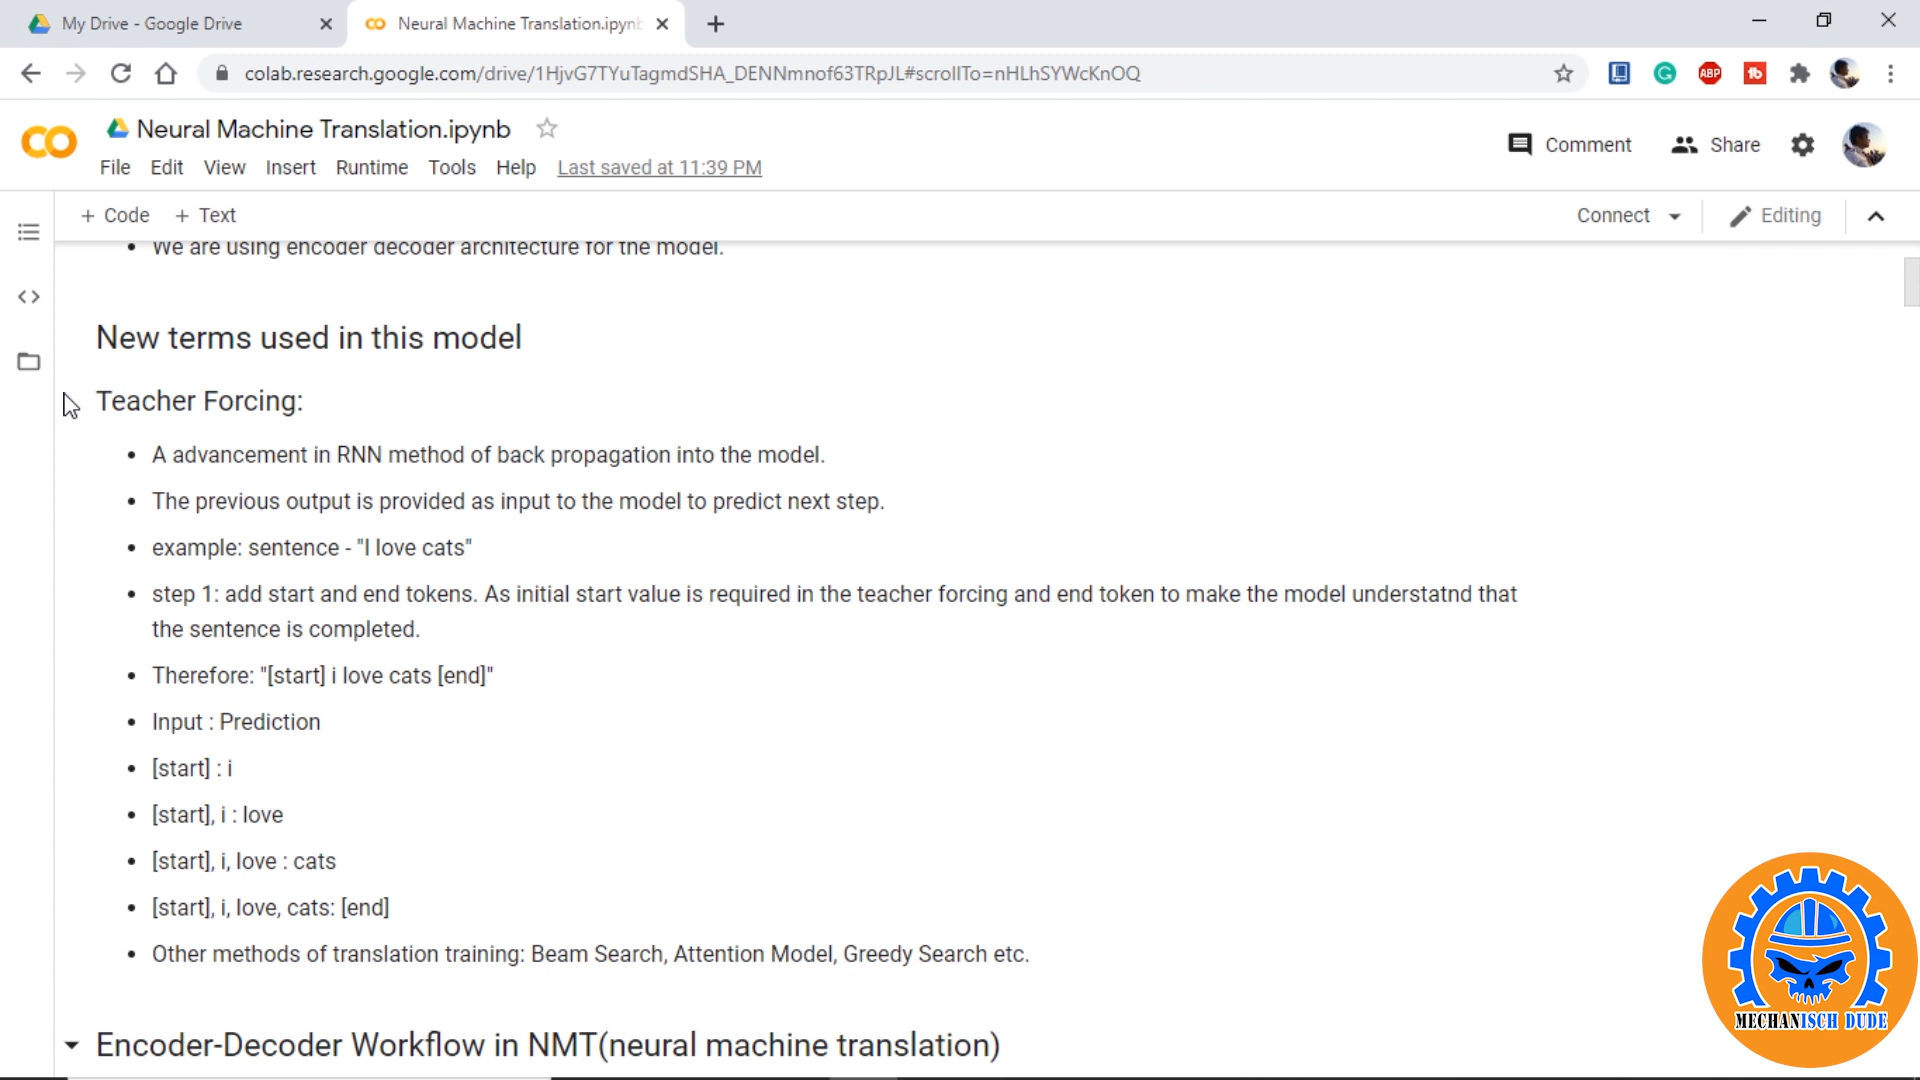 My Drive - Google Drive
Neural Machine Translation.ipynb
colab.research.google.com/drive/1HjvG7TYuTagmdSHA_DENNmnof63TRpJL#scrollTo=nHLhSYWcKnOQ
ABP
tb
Neural Machine Translation.ipynb
Comment
Share
File Edit View Insert Runtime Tools Help Last saved at 11:39 PM
+ Code + Text
Connect
Editing
• We are using encoder decoder architecture for the model.
New terms used in this model
Teacher Forcing:
• A advancement in RNN method of back propagation into the model.
• The previous output is provided as input to the model to predict next step.
• example: sentence - "I love cats"
• step 1: add start and end tokens. As initial start value is required in the teacher forcing and end token to make the model understatnd that
the sentence is completed.
• Therefore: "[start] i love cats [end]"
• Input : Prediction
• [start] : i
• [start], i : love
• [start], i, love : cats
• [start], i, love, cats: [end]
• Other methods of translation training: Beam Search, Attention Model, Greedy Search etc.
Encoder-Decoder Workflow in NMT(neural machine translation)
MECHANISCH DUDE